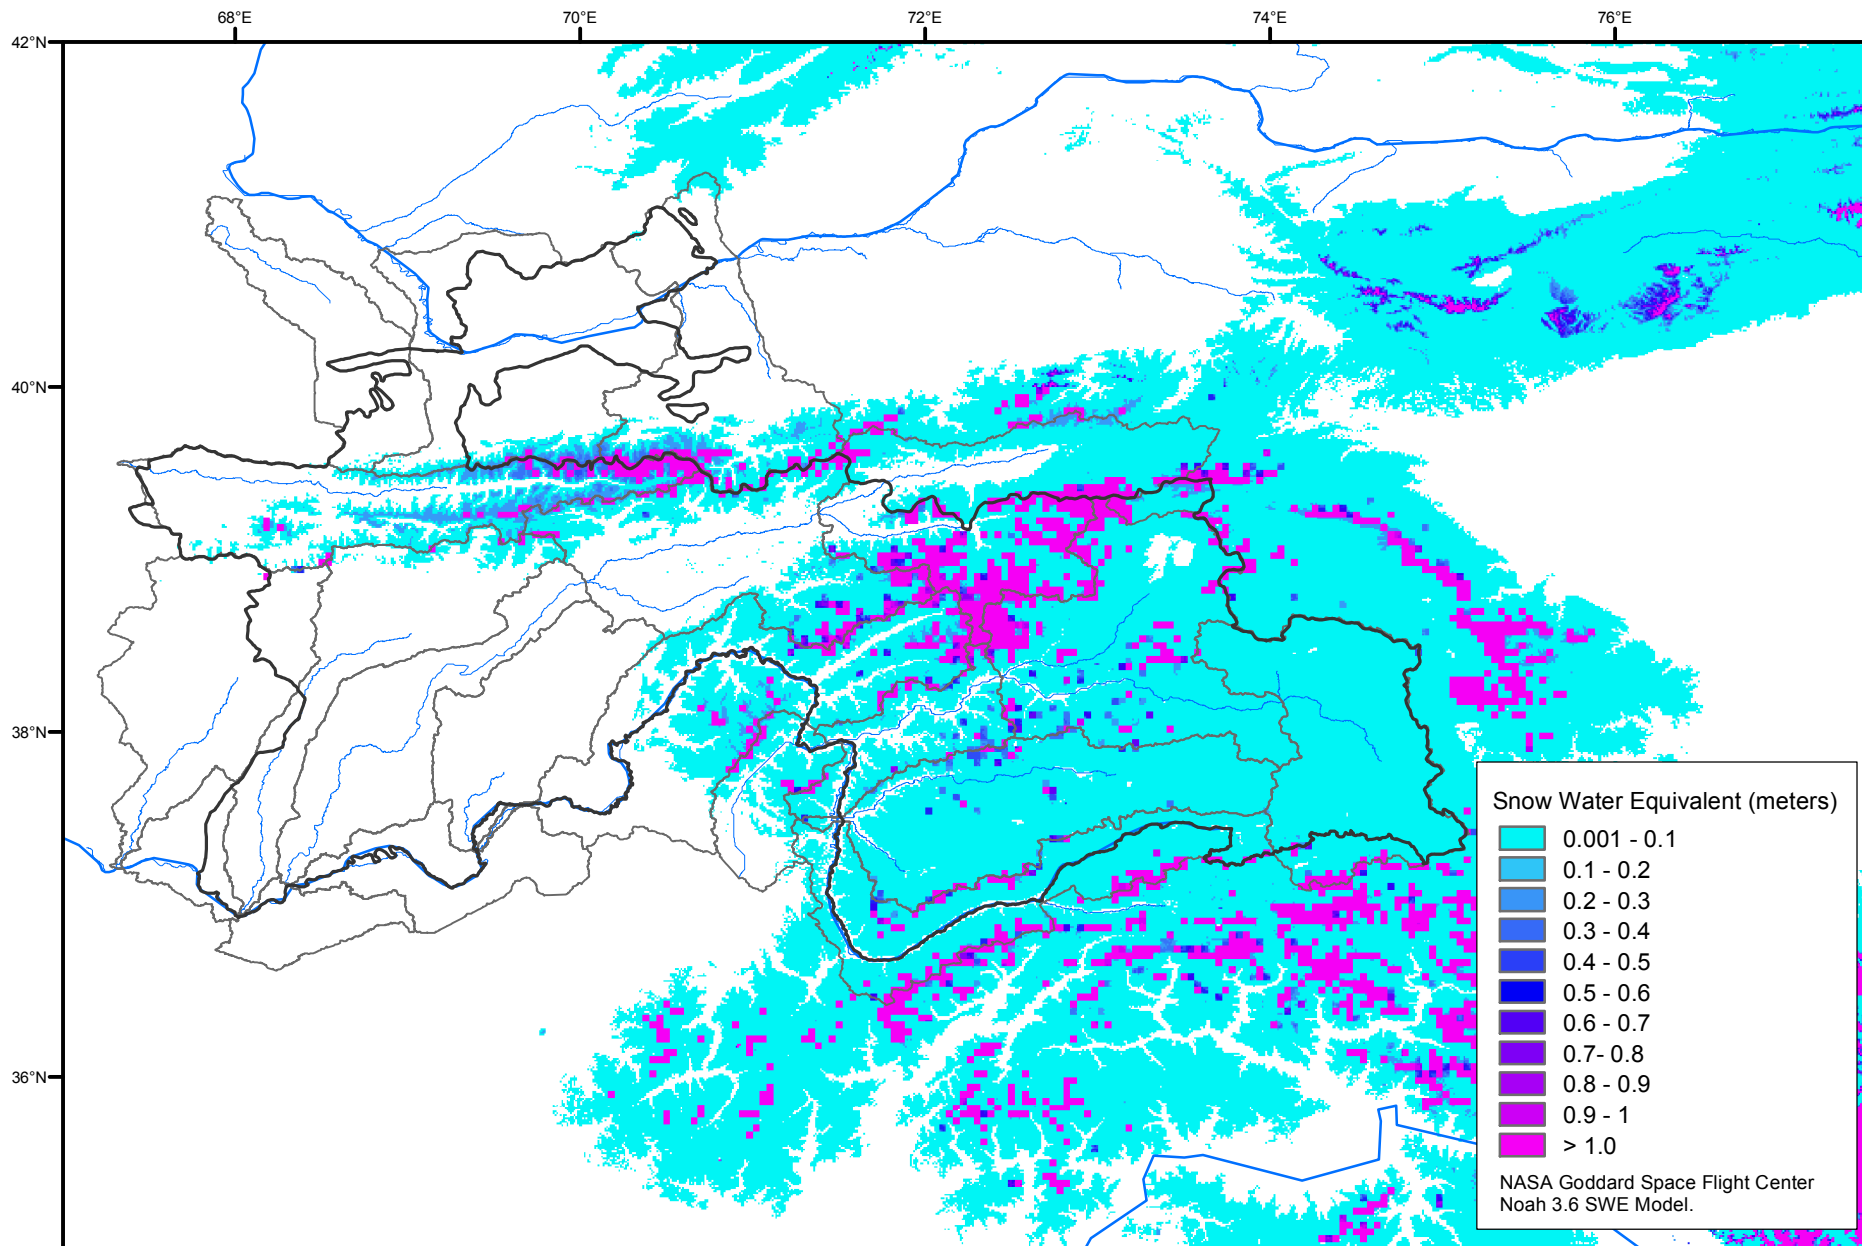 68°E
70°E
72°E
74°E
76°E
42°N
40°N
38°N
36°N
Snow Water Equivalent (meters)
0.001 - 0.1
0.1 - 0.2
0.2 - 0.3
0.3 - 0.4
0.4 - 0.5
0.5 - 0.6
0.6 - 0.7
0.7- 0.8
0.8 - 0.9
0.9 - 1
> 1.0
NASA Goddard Space Flight Center
Noah 3.6 SWE Model.